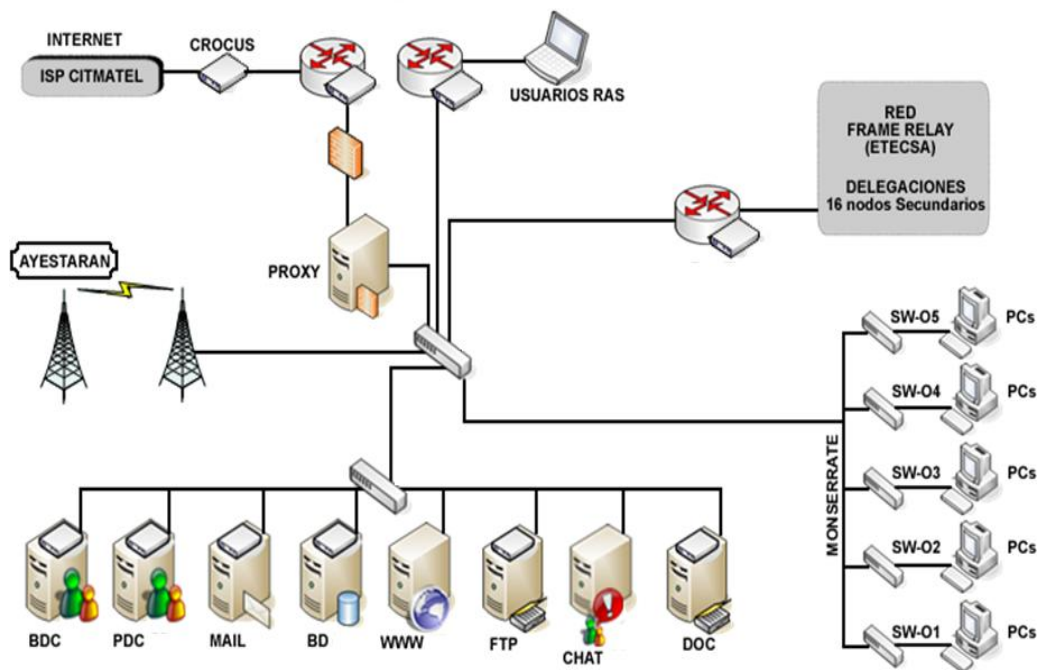 INTERNET
CROCUS
ISP CITMATEL
USUARIOS RAS
RED
FRAME RELAY
(ETECSA)
DELEGACIONES
16 nodos Secundarios
AYESTARAN
PROXY
SW-O5
PCs
SW-O4
PCs
SW-O3
PCs
SW-O2
PCs
SW-O1
PCs
MONSERRATE
BDC
PDC
MAIL
BD
WWW
FTP
CHAT
DOC